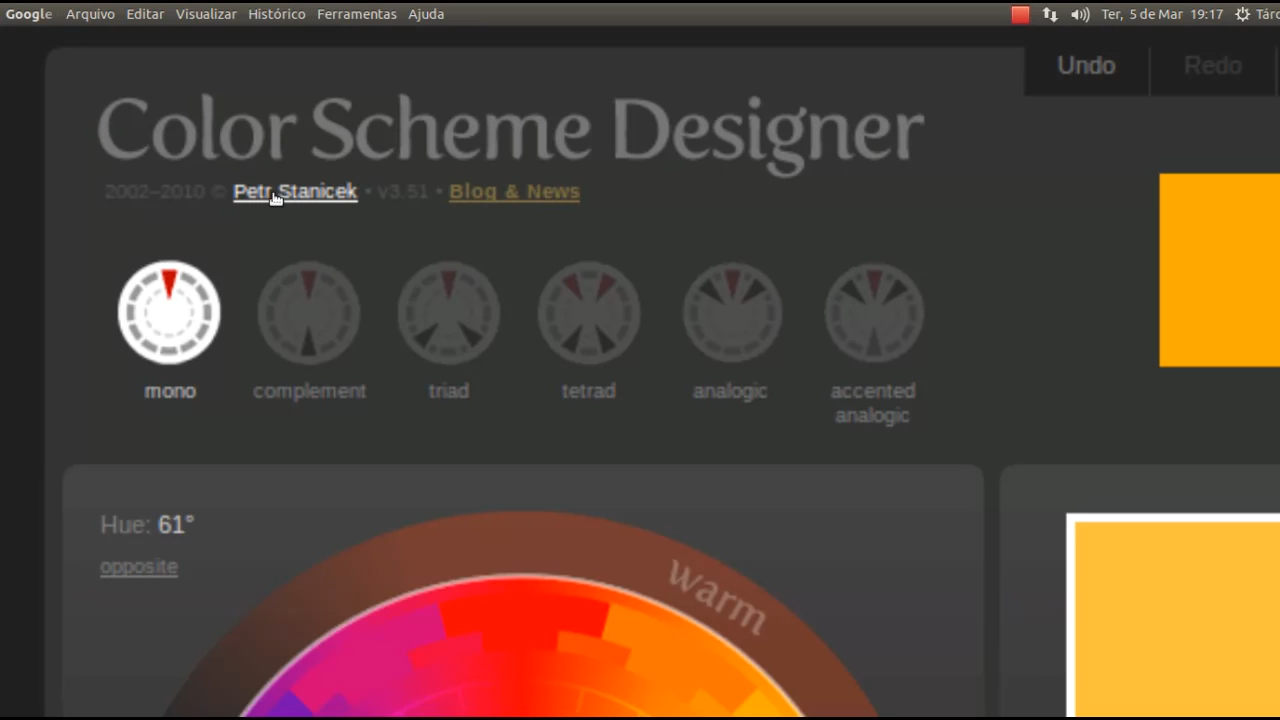 Google Arquivo Editar Visualizar Histórico Ferramentas Ajuda Ter, 5 de Mar 19:17
Undo Redo
Color Scheme Designer
2002–2010 © Petr Stanicek • v3.51 • Blog & News
mono complement triad tetrad analogic accented analogic
Hue: 61°
opposite
warm